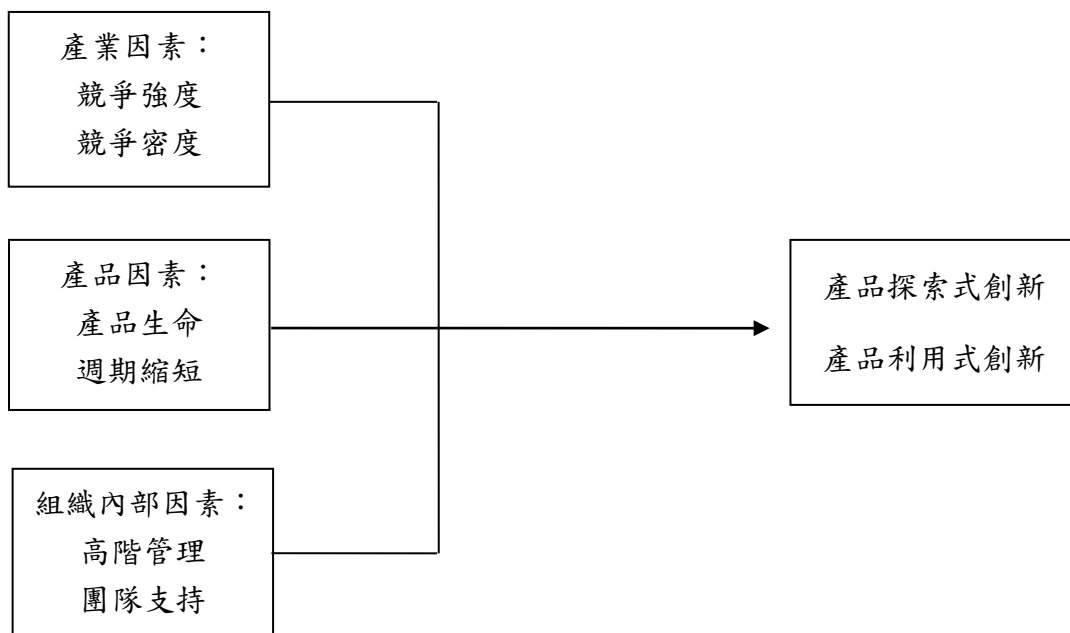 產業因素：
競爭強度
競爭密度
產品因素：
產品生命
週期縮短
產品探索式創新
產品利用式創新
組織內部因素：
高階管理
團隊支持